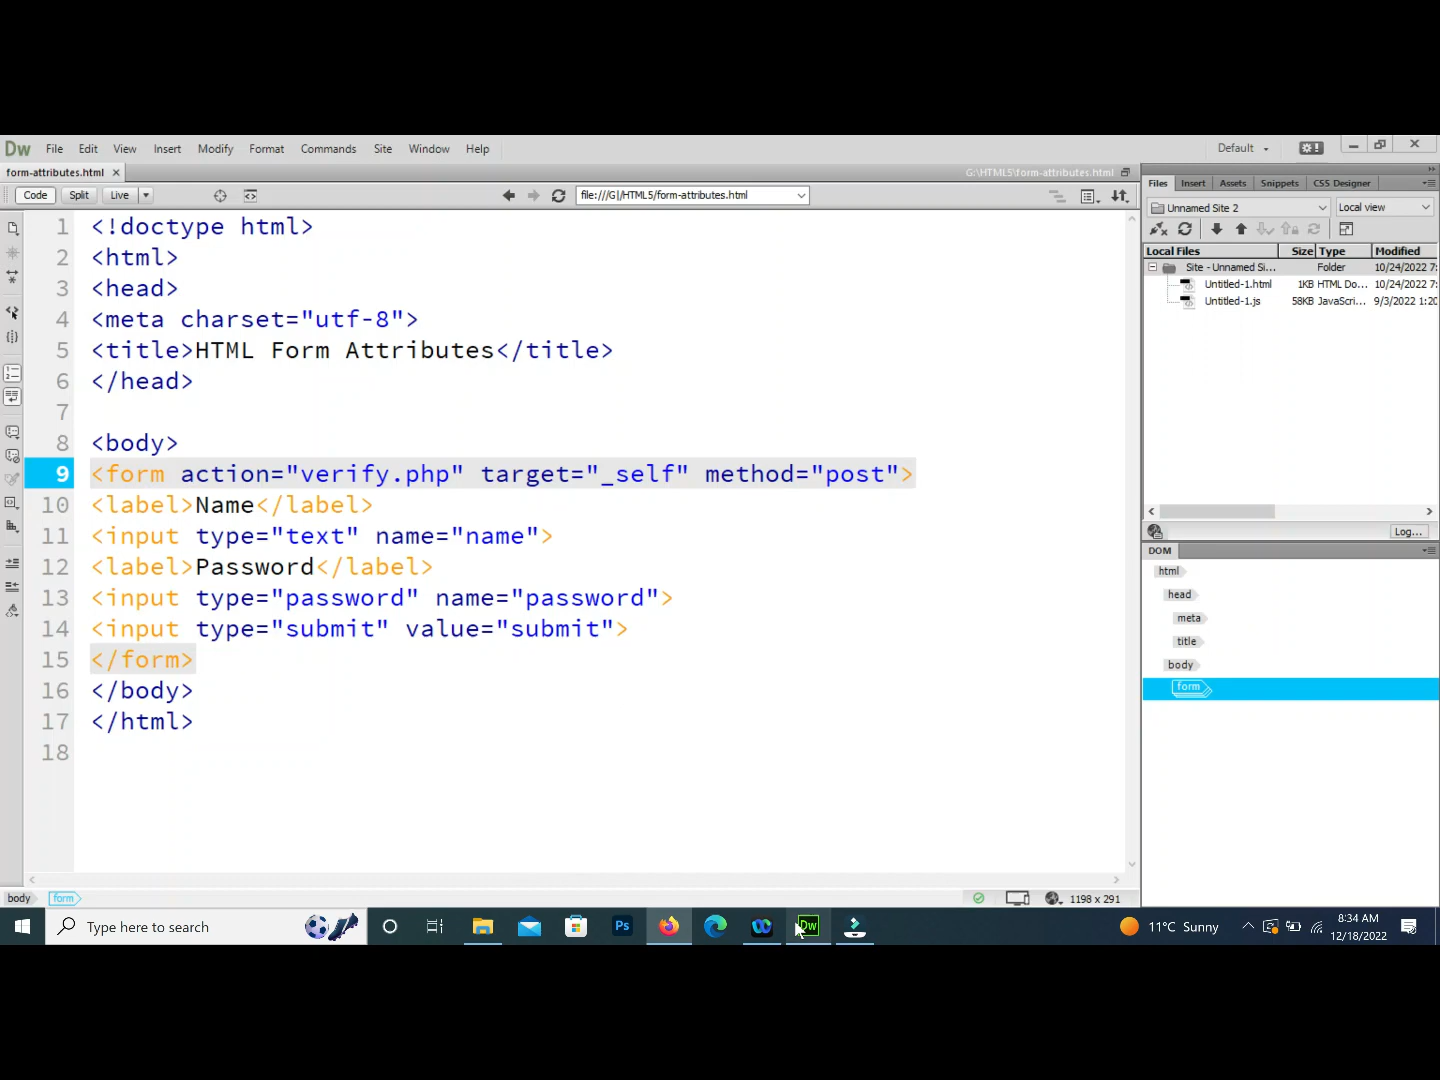 Dw File Edit View Insert Modify Format Commands Site Window Help Default
form-attributes.html G:\HTML5\form-attributes.html
Code Split Live file:///G|/HTML5/form-attributes.html
1 <!doctype html>
2 <html>
3 <head>
4 <meta charset="utf-8">
5 <title>HTML Form Attributes</title>
6 </head>
7
8 <body>
9 <form action="verify.php" target="_self" method="post">
10 <label>Name</label>
11 <input type="text" name="name">
12 <label>Password</label>
13 <input type="password" name="password">
14 <input type="submit" value="submit">
15 </form>
16 </body>
17 </html>
18
Files Insert Assets Snippets CSS Designer
Unnamed Site 2 Local view
Local Files Size Type Modified
Site - Unnamed Si... Folder 10/24/2022 7:
Untitled-1.html 1KB HTML Do... 10/24/2022 7:
Untitled-1.js 58KB JavaScri... 9/3/2022 1:20
Log...
DOM
html
head
meta
title
body
form
body form 1198 x 291
Type here to search Ps Dw 11°C Sunny 8:34 AM
12/18/2022